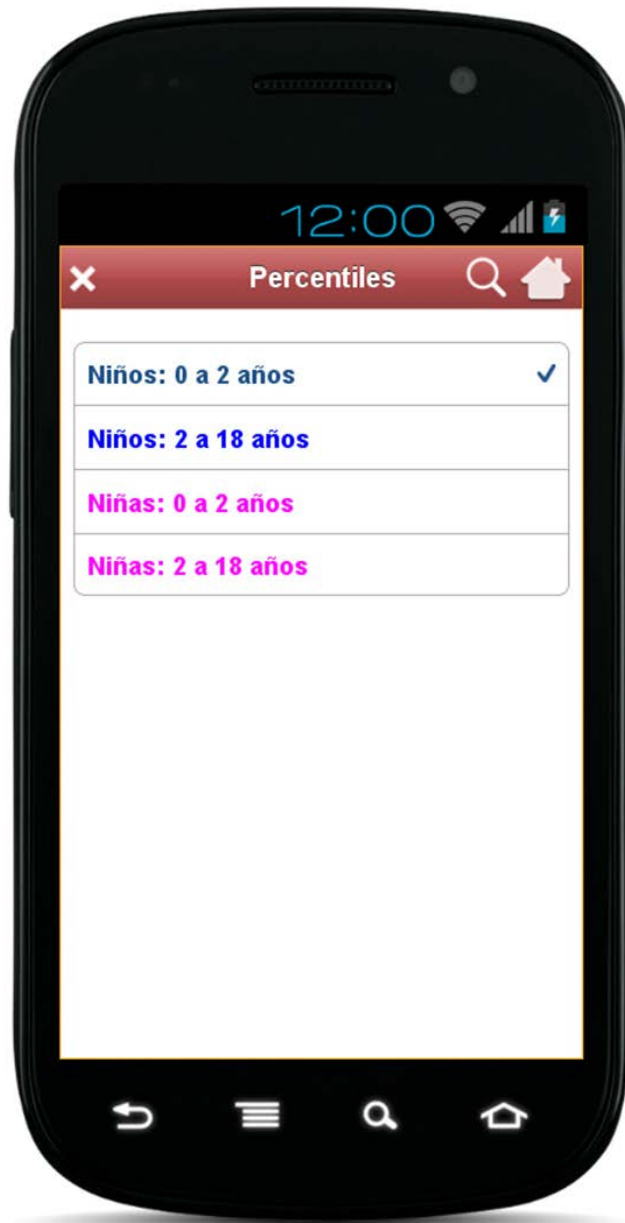 12:00
Percentiles
Niños: 0 a 2 años
Niños: 2 a 18 años
Niñas: 0 a 2 años
Niñas: 2 a 18 años